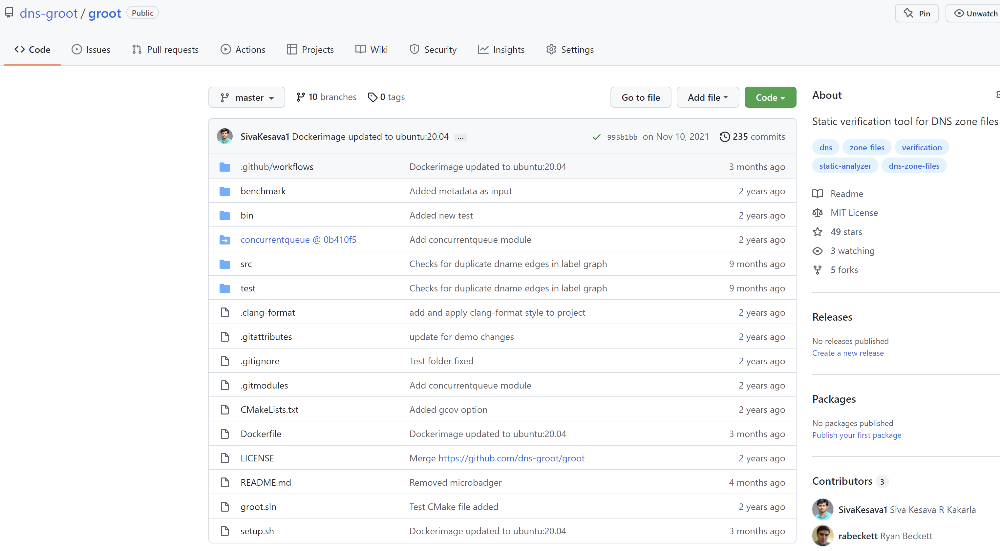 dns-groot / groot Public
Pin
Unwatch
Code
Issues
Pull requests
Actions
Projects
Wiki
Security
Insights
Settings
master
10 branches
0 tags
Go to file
Add file
Code
SivaKesava1 Dockerimage updated to ubuntu:20.04 ...
995b1bb on Nov 10, 2021
235 commits
.github/workflows Dockerimage updated to ubuntu:20.04 3 months ago
benchmark Added metadata as input 2 years ago
bin Added new test 2 years ago
concurrentqueue @ 0b410f5 Add concurrentqueue module 2 years ago
src Checks for duplicate dname edges in label graph 9 months ago
test Checks for duplicate dname edges in label graph 9 months ago
.clang-format add and apply clang-format style to project 2 years ago
.gitattributes update for demo changes 2 years ago
.gitignore Test folder fixed 2 years ago
.gitmodules Add concurrentqueue module 2 years ago
CMakeLists.txt Added gcov option 2 years ago
Dockerfile Dockerimage updated to ubuntu:20.04 3 months ago
LICENSE Merge https://github.com/dns-groot/groot 2 years ago
README.md Removed microbadger 4 months ago
groot.sln Test CMake file added 2 years ago
setup.sh Dockerimage updated to ubuntu:20.04 3 months ago
About
Static verification tool for DNS zone files
dns zone-files verification
static-analyzer dns-zone-files
Readme
MIT License
49 stars
3 watching
5 forks
Releases
No releases published
Create a new release
Packages
No packages published
Publish your first package
Contributors 3
SivaKesava1 Siva Kesava R Kakarla
rabeckett Ryan Beckett